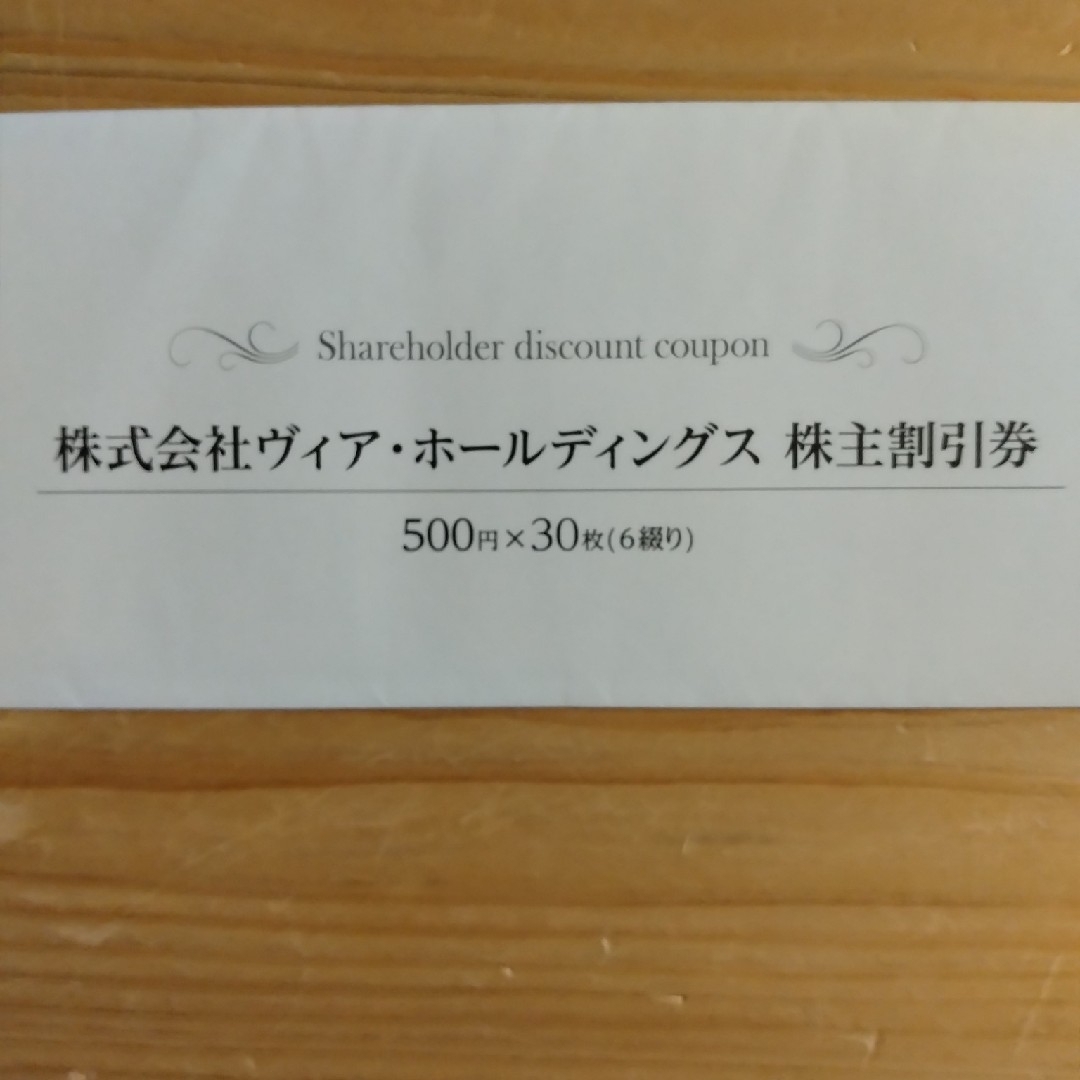 Shareholder discount coupon
株式会社ヴィア・ホールディングス 株主割引券
500円×30枚(6綴り)